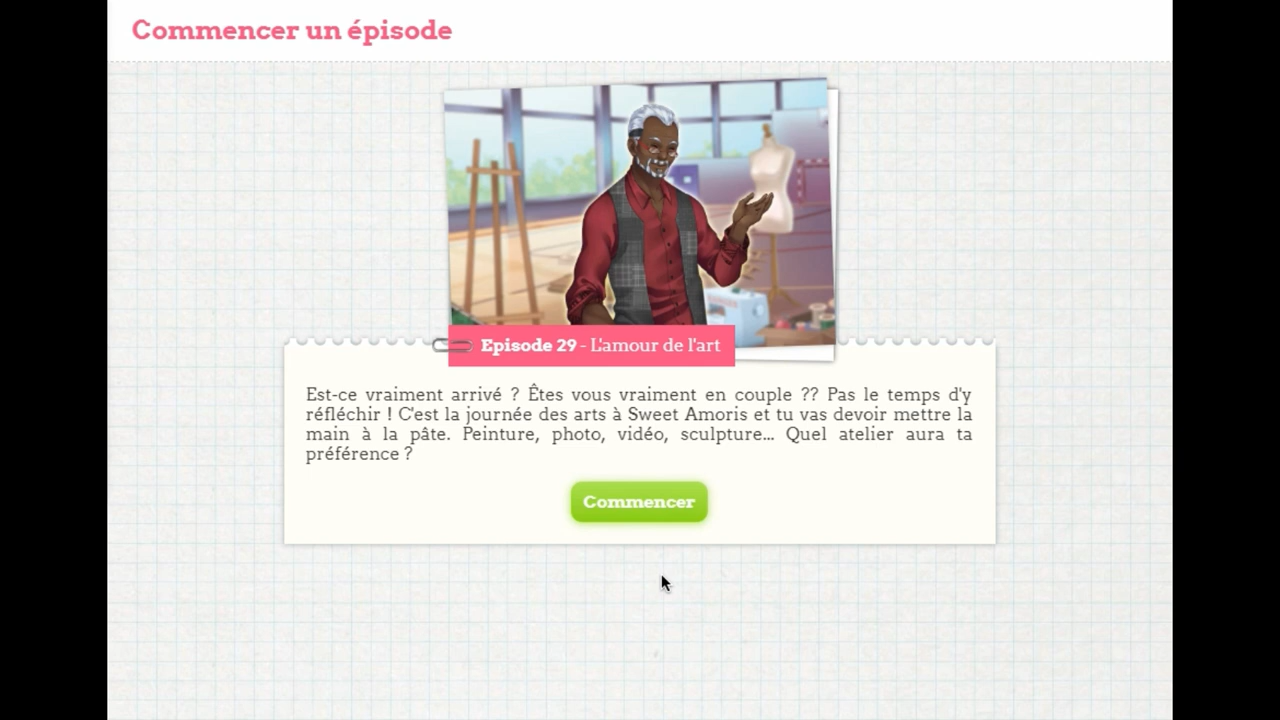 Commencer un épisode
Episode 29 - L'amour de l'art
Est-ce vraiment arrivé ? Êtes vous vraiment en couple ?? Pas le temps d'y
réfléchir ! C'est la journée des arts à Sweet Amoris et tu vas devoir mettre la
main à la pâte. Peinture, photo, vidéo, sculpture... Quel atelier aura ta
préférence ?
Commencer